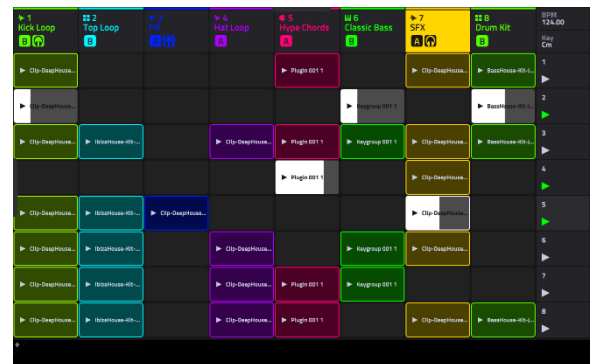 1 2 3 4 5 6 7 8 BPM
Kick Loop Top Loop Fill Hat Loop Hype Chords Classic Bass SFX Drum Kit 124.00
B B A A B A B Key
Cm
Clip-DeepHouse... Plugin 001 1 Clip-DeepHouse... BassHouse-Kit-L... 1
Clip-DeepHouse... Keygroup 001 1 BassHouse-Kit-L... 2
Clip-DeepHouse... IbizaHouse-Kit-... Clip-DeepHouse... Plugin 001 1 Keygroup 001 1 Clip-DeepHouse... BassHouse-Kit-L... 3
Plugin 001 1 Clip-DeepHouse... 4
Clip-DeepHouse... IbizaHouse-Kit-... Clip-DeepHouse... Clip-DeepHouse... 5
Clip-DeepHouse... IbizaHouse-Kit-... Clip-DeepHouse... Keygroup 001 1 Clip-DeepHouse... 6
Clip-DeepHouse... IbizaHouse-Kit-... Clip-DeepHouse... Plugin 001 1 Keygroup 001 1 7
Clip-DeepHouse... IbizaHouse-Kit-... Clip-DeepHouse... Plugin 001 1 Clip-DeepHouse... BassHouse-Kit-L... 8